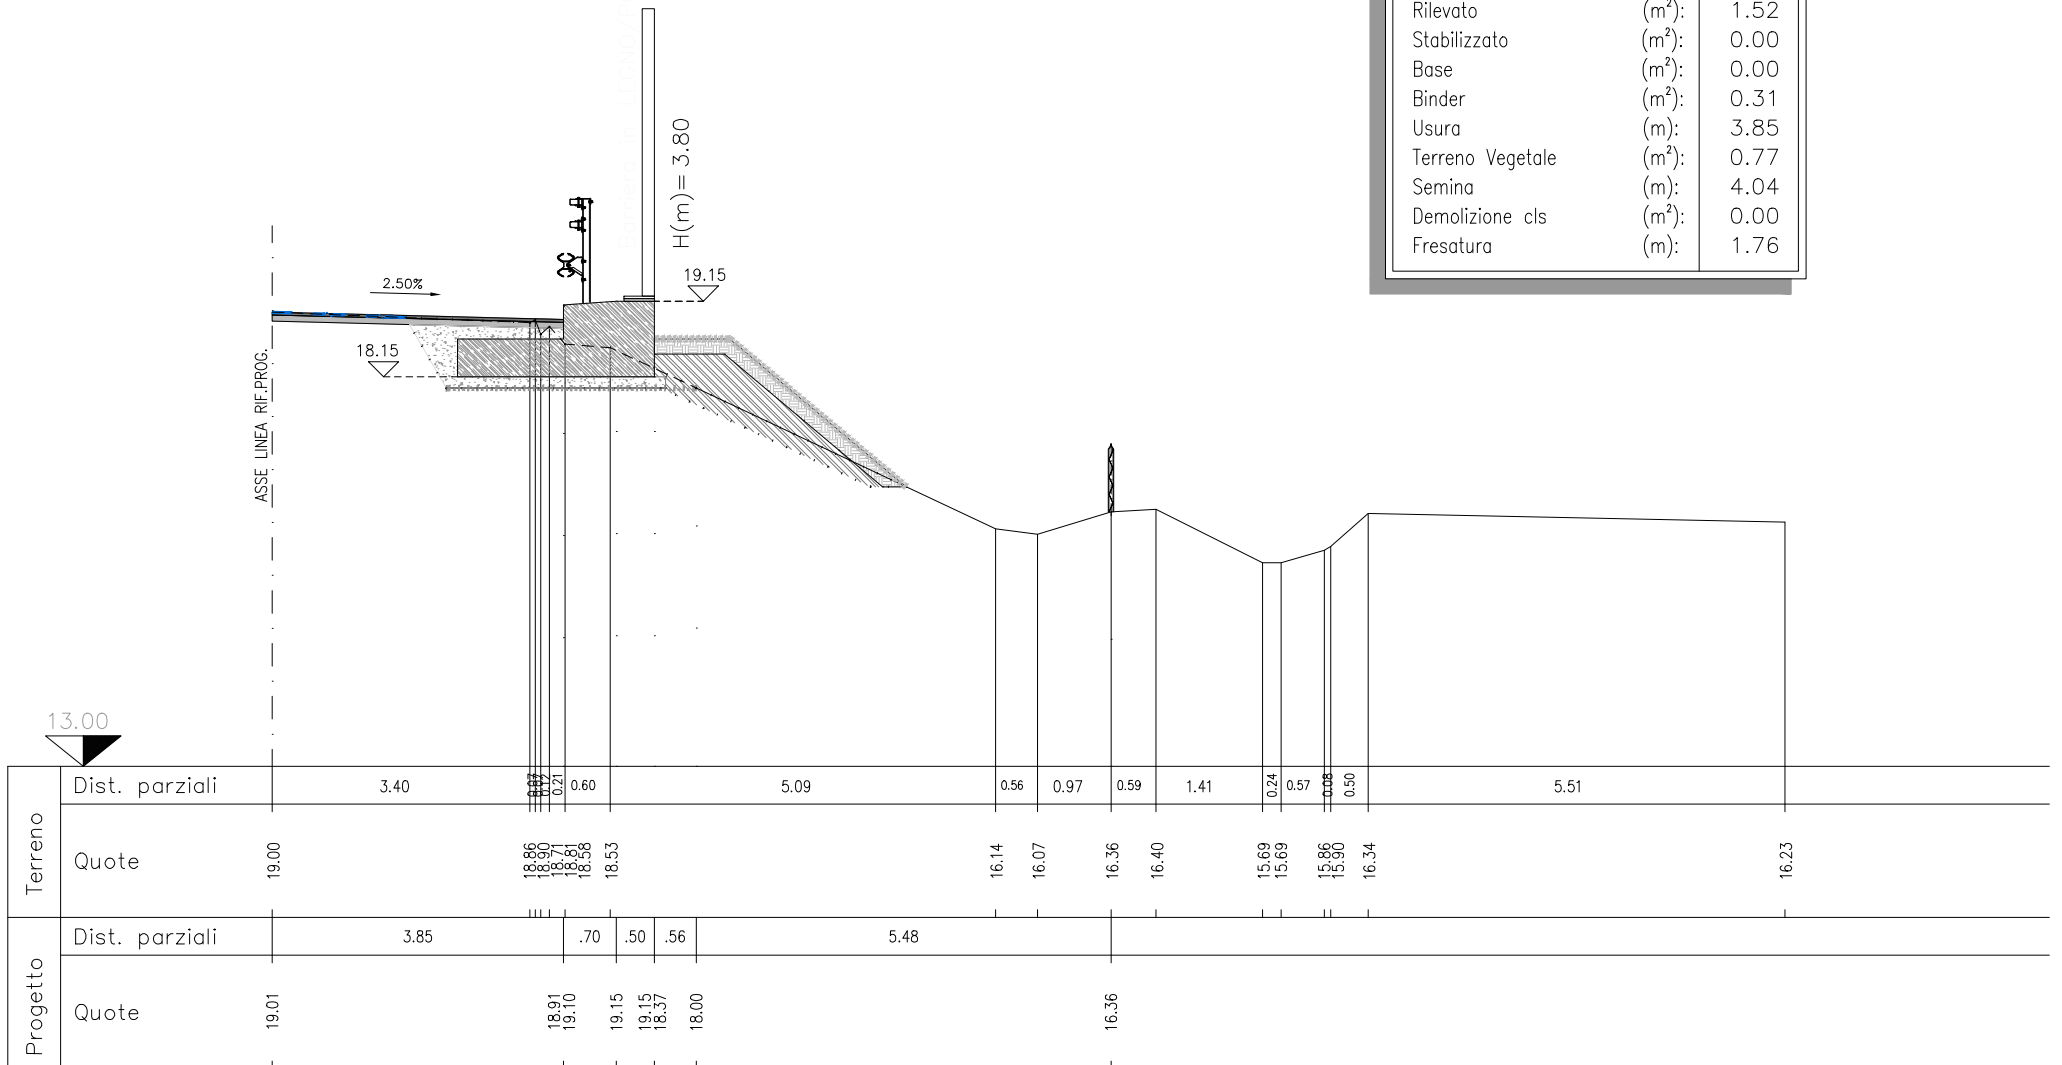 Rilevato (m²): 1.52
Stabilizzato (m²): 0.00
Base (m²): 0.00
Binder (m²): 0.31
Usura (m): 3.85
Terreno Vegetale (m²): 0.77
Semina (m): 4.04
Demolizione cls (m²): 0.00
Fresatura (m): 1.76
H(m)= 3.80
19.15
2.50%
18.15
ASSE LINEA RIF.PROG.
13.00
Terreno
Dist. parziali 3.40 0.12 0.21 0.60 5.09 0.56 0.97 0.59 1.41 0.24 0.57 0.08 0.50 5.51
Quote 19.00 18.86 18.90 18.71 18.81 18.58 18.53 16.14 16.07 16.36 16.40 15.69 15.69 15.86 15.90 16.34 16.23
Progetto
Dist. parziali 3.85 .70 .50 .56 5.48
Quote 19.01 18.91 19.10 19.15 19.15 18.37 18.00 16.36